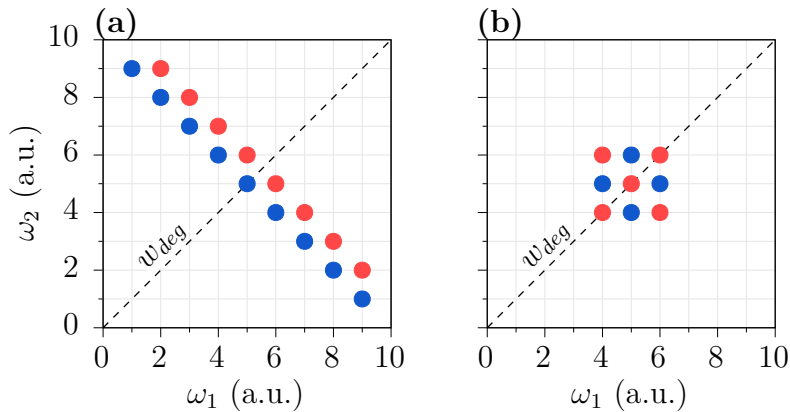 (a)
10
8
6
4
2
0
ω₂ (a.u.)
w_deg
0 2 4 6 8 10
ω₁ (a.u.)
(b)
w_deg
0 2 4 6 8 10
ω₁ (a.u.)